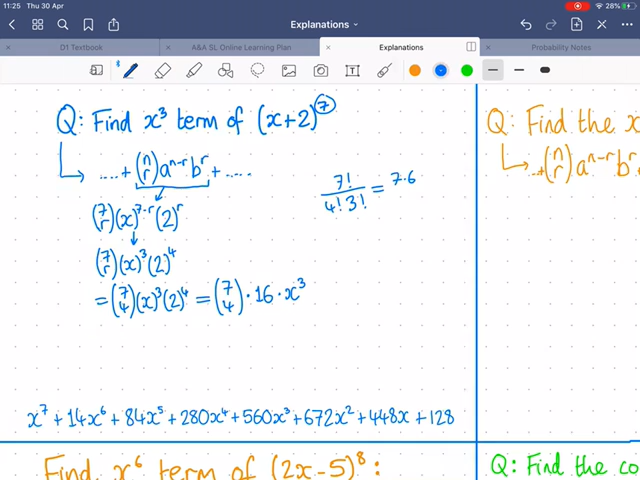 11:25 Thu 30 Apr
28%
Explanations
D1 Textbook
A&A SL Online Learning Plan
Explanations
Probability Notes
Q: Find x³ term of (x+2)⁷
.... + (n r) aⁿ⁻ʳ bʳ + .....
(7 r)(x)⁷⁻ʳ(2)ʳ
(7 r)(x)³(2)⁴
= (7 4)(x)³(2)⁴ = (7 4) · 16 · x³
7!/4!3! = 7·6
x⁷ + 14x⁶ + 84x⁵ + 280x⁴ + 560x³ + 672x² + 448x + 128
Find x⁶ term of (2x - 5)⁸:
Q: Find the x
..+ (n r) aⁿ⁻ʳ b
Q: Find the co